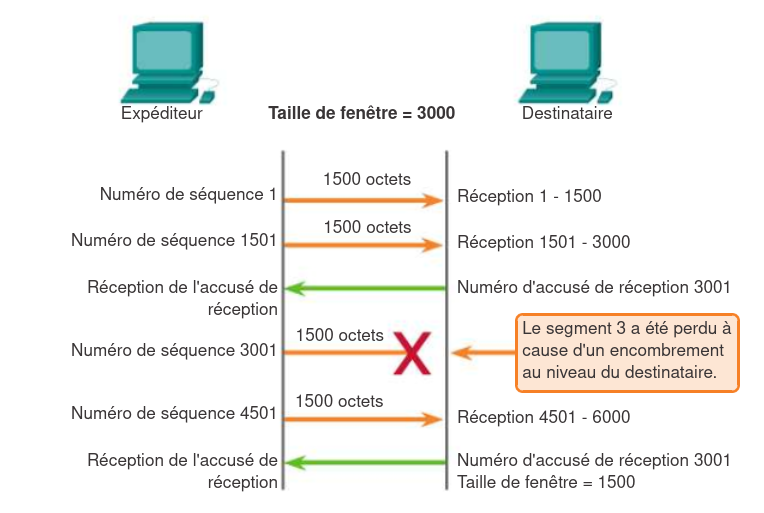 Expéditeur
Taille de fenêtre = 3000
Destinataire
1500 octets
Numéro de séquence 1
Réception 1 - 1500
1500 octets
Numéro de séquence 1501
Réception 1501 - 3000
Réception de l'accusé de
réception
Numéro d'accusé de réception 3001
1500 octets
Numéro de séquence 3001
X
Le segment 3 a été perdu à
cause d'un encombrement
au niveau du destinataire.
1500 octets
Numéro de séquence 4501
Réception 4501 - 6000
Réception de l'accusé de
réception
Numéro d'accusé de réception 3001
Taille de fenêtre = 1500